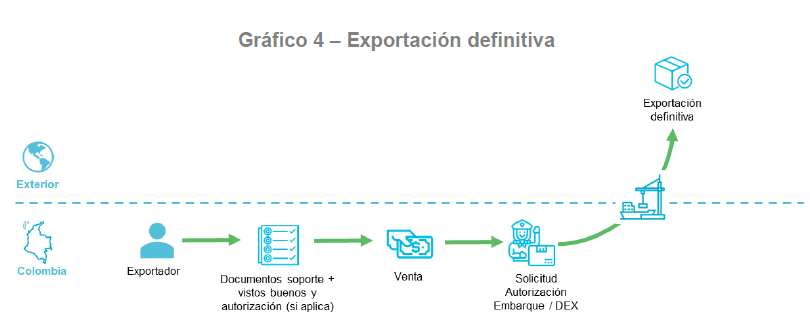 Gráfico 4 – Exportación definitiva
Exportación
definitiva
Exterior
Colombia
Exportador
Documentos soporte +
vistos buenos y
autorización (si aplica)
Venta
Solicitud
Autorización
Embarque / DEX